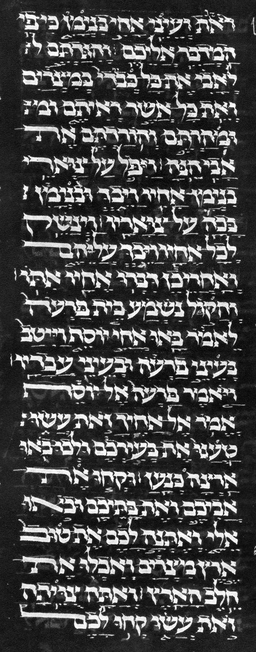 ראות ועיני אחי בנימן כי פי
המדבר אליכם והגדתם
לאבי את כל כבודי במצרים
ואת כל אשר ראיתם
ומהרתם והורדתם את
אבי הנה ויפל על צוארי
בנימן אחיו ויבך ובנימן
בכה על צואריו וינשק
לכל אחיו ויבך עליהם
ואחרי כן דברו אחיו אתו
והקול נשמע בית פרעה
לאמר באו אחי יוסף וייטב
בעיני פרעה ובעיני עבדיו
ויאמר פרעה אל יוסף
אמר אל אחיך זאת עשו
טענו את בעירכם ולכו באו
ארצה כנען וקחו את
אביכם ואת בתיכם ובאו
אלי ואתנה לכם את טוב
ארץ מצרים ואכלו את
חלב הארץ ואתה צויתה
זאת עשו קחו לכם